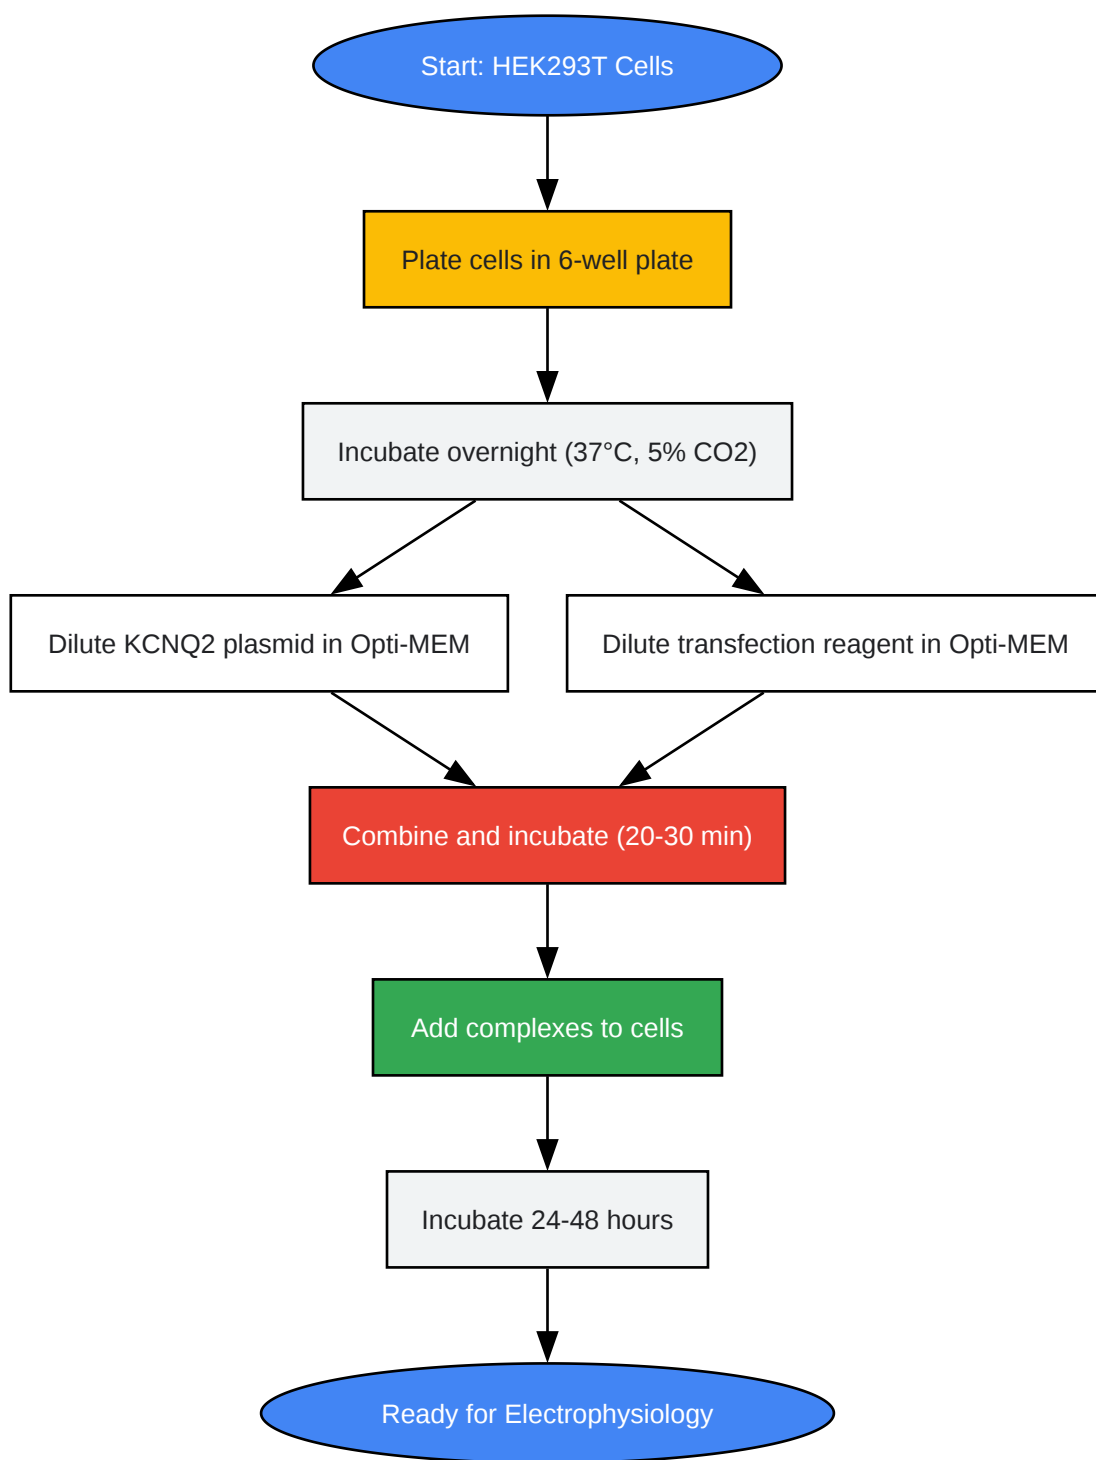 Start: HEK293T Cells
Plate cells in 6-well plate
Incubate overnight (37°C, 5% CO2)
Dilute KCNQ2 plasmid in Opti-MEM
Dilute transfection reagent in Opti-MEM
Combine and incubate (20-30 min)
Add complexes to cells
Incubate 24-48 hours
Ready for Electrophysiology